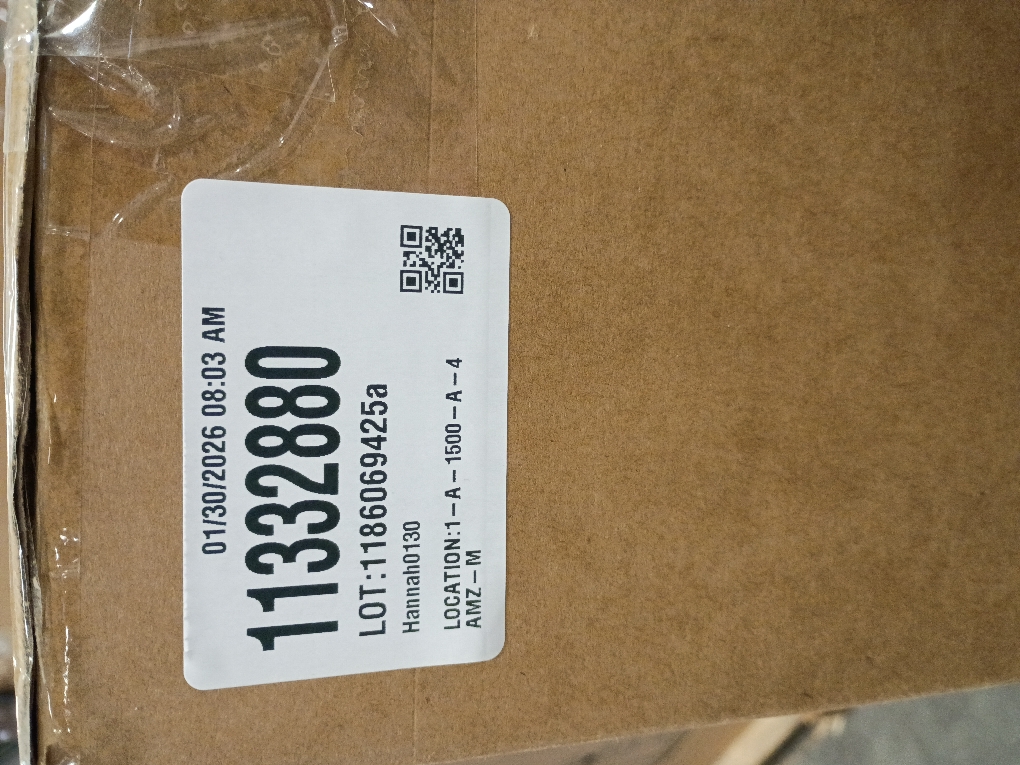 01/30/2026 08:03 AM
11332880
LOT:1186069425a
Hannah0130
LOCATION:1-A-1500-A-4
AMZ-M